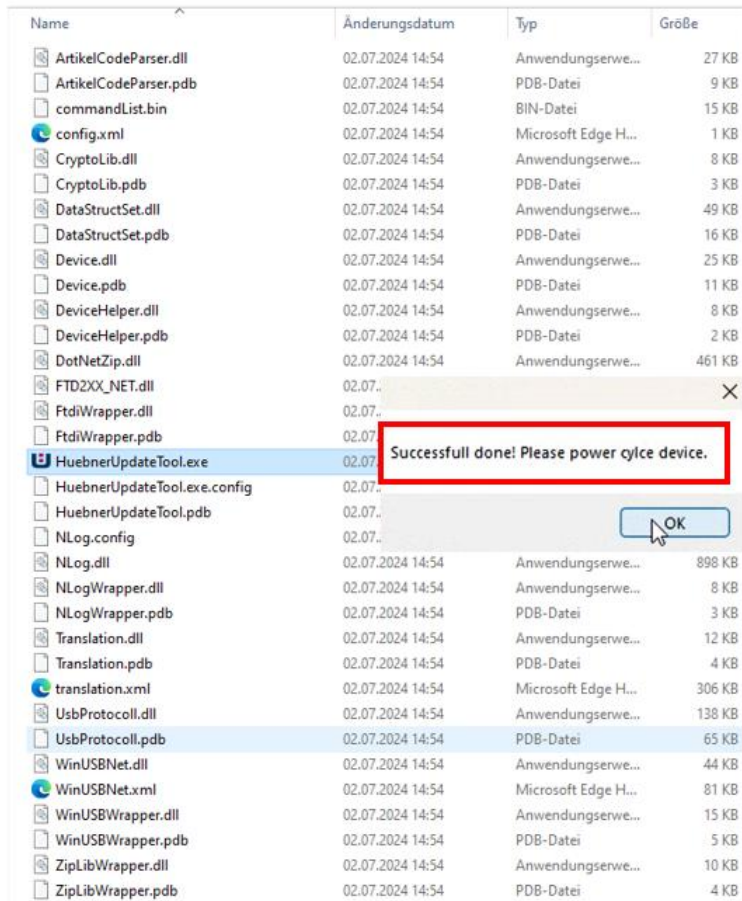 Name Änderungsdatum Typ Größe
ArtikelCodeParser.dll 02.07.2024 14:54 Anwendungserwe... 27 KB
ArtikelCodeParser.pdb 02.07.2024 14:54 PDB-Datei 9 KB
commandList.bin 02.07.2024 14:54 BIN-Datei 15 KB
config.xml 02.07.2024 14:54 Microsoft Edge H... 1 KB
CryptoLib.dll 02.07.2024 14:54 Anwendungserwe... 8 KB
CryptoLib.pdb 02.07.2024 14:54 PDB-Datei 3 KB
DataStructSet.dll 02.07.2024 14:54 Anwendungserwe... 49 KB
DataStructSet.pdb 02.07.2024 14:54 PDB-Datei 16 KB
Device.dll 02.07.2024 14:54 Anwendungserwe... 25 KB
Device.pdb 02.07.2024 14:54 PDB-Datei 11 KB
DeviceHelper.dll 02.07.2024 14:54 Anwendungserwe... 8 KB
DeviceHelper.pdb 02.07.2024 14:54 PDB-Datei 2 KB
DotNetZip.dll 02.07.2024 14:54 Anwendungserwe... 461 KB
FTD2XX_NET.dll 02.07.
FtdiWrapper.dll 02.07.
FtdiWrapper.pdb 02.07
HuebnerUpdateTool.exe 02.07
Successfull done! Please power cylce device.
HuebnerUpdateTool.exe.config 02.07.
HuebnerUpdateTool.pdb 02.07.
OK
NLog.config 02.07.
NLog.dll 02.07.2024 14:54 Anwendungserwe... 898 KB
NLogWrapper.dll 02.07.2024 14:54 Anwendungserwe... 8 KB
NLogWrapper.pdb 02.07.2024 14:54 PDB-Datei 3 KB
Translation.dll 02.07.2024 14:54 Anwendungserwe... 12 KB
Translation.pdb 02.07.2024 14:54 PDB-Datei 4 KB
translation.xml 02.07.2024 14:54 Microsoft Edge H... 306 KB
UsbProtocoll.dll 02.07.2024 14:54 Anwendungserwe... 138 KB
UsbProtocoll.pdb 02.07.2024 14:54 PDB-Datei 65 KB
WinUSBNet.dll 02.07.2024 14:54 Anwendungserwe... 44 KB
WinUSBNet.xml 02.07.2024 14:54 Microsoft Edge H... 81 KB
WinUSBWrapper.dll 02.07.2024 14:54 Anwendungserwe... 15 KB
WinUSBWrapper.pdb 02.07.2024 14:54 PDB-Datei 5 KB
ZipLibWrapper.dll 02.07.2024 14:54 Anwendungserwe... 10 KB
ZipLibWrapper.pdb 02.07.2024 14:54 PDB-Datei 4 KB